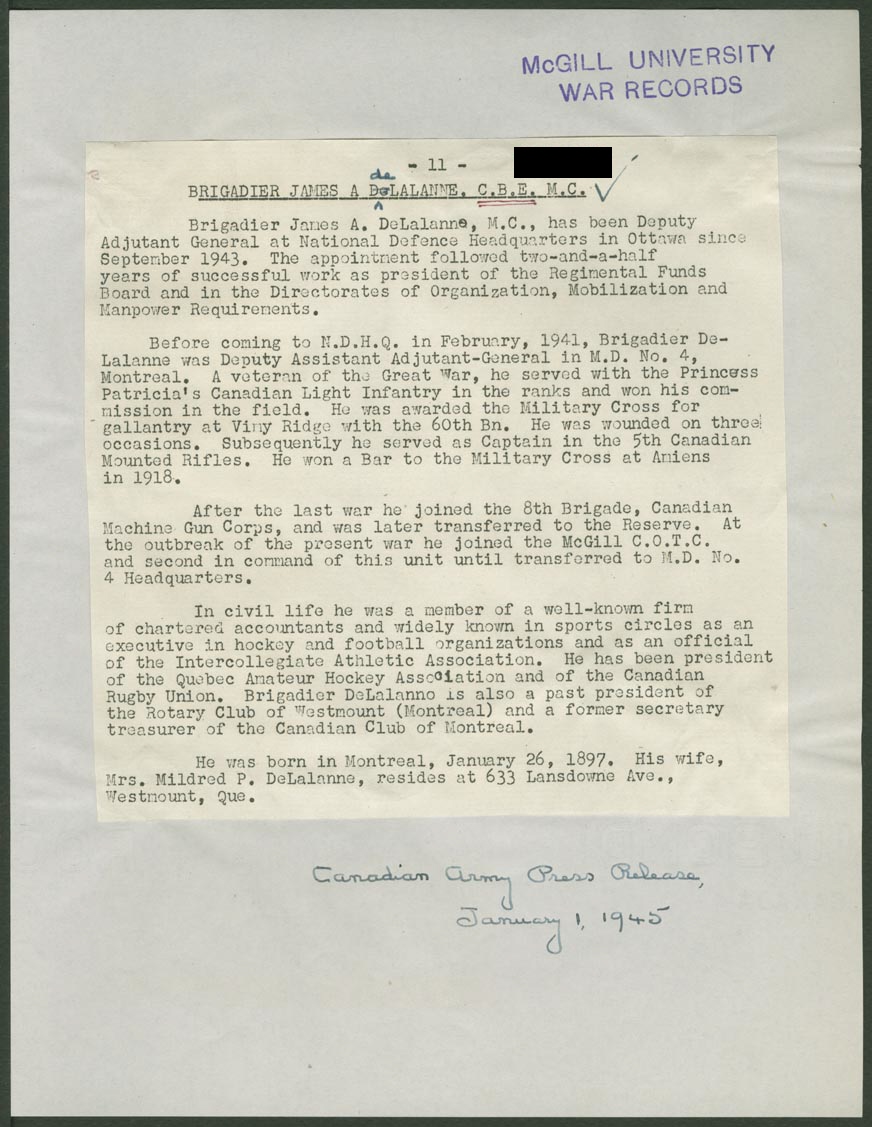 McGILL UNIVERSITY
WAR RECORDS
- 11 -
de
BRIGADIER JAMES A DeLALANNE. C.B.E. M.C.
Brigadier James A. DeLalanne, M.C., has been Deputy
Adjutant General at National Defence Headquarters in Ottawa since
September 1943. The appointment followed two-and-a-half
years of successful work as president of the Regimental Funds
Board and in the Directorates of Organization, Mobilization and
Manpower Requirements.
Before coming to N.D.H.Q. in February, 1941, Brigadier De-
Lalanne was Deputy Assistant Adjutant-General in M.D. No. 4,
Montreal. A veteran of the Great War, he served with the Princess
Patricia's Canadian Light Infantry in the ranks and won his com-
mission in the field. He was awarded the Military Cross for
gallantry at Vimy Ridge with the 60th Bn. He was wounded on three
occasions. Subsequently he served as Captain in the 5th Canadian
Mounted Rifles. He won a Bar to the Military Cross at Amiens
in 1918.
After the last war he joined the 8th Brigade, Canadian
Machine Gun Corps, and was later transferred to the Reserve. At
the outbreak of the present war he joined the McGill C.O.T.C.
and second in command of this unit until transferred to M.D. No.
4 Headquarters.
In civil life he was a member of a well-known firm
of chartered accountants and widely known in sports circles as an
executive in hockey and football organizations and as an official
of the Intercollegiate Athletic Association. He has been president
of the Quebec Amateur Hockey Association and of the Canadian
Rugby Union. Brigadier DeLalanno is also a past president of
the Rotary Club of Westmount (Montreal) and a former secretary
treasurer of the Canadian Club of Montreal.
He was born in Montreal, January 26, 1897. His wife,
Mrs. Mildred P. DeLalanne, resides at 633 Lansdowne Ave.,
Westmount, Que.
Canadian Army Press Release,
January 1, 1945